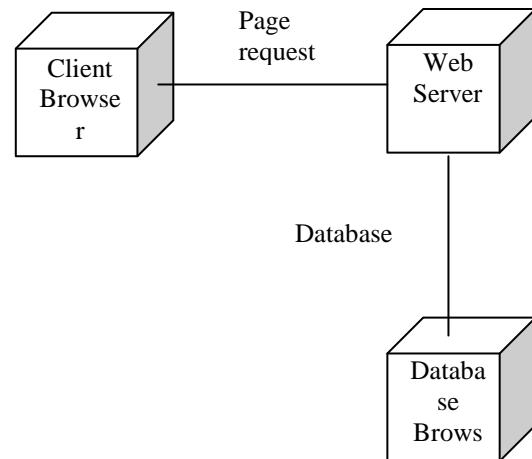 Page
request
Client
Browse
r
Web
Server
Database
Databa
se
Brows